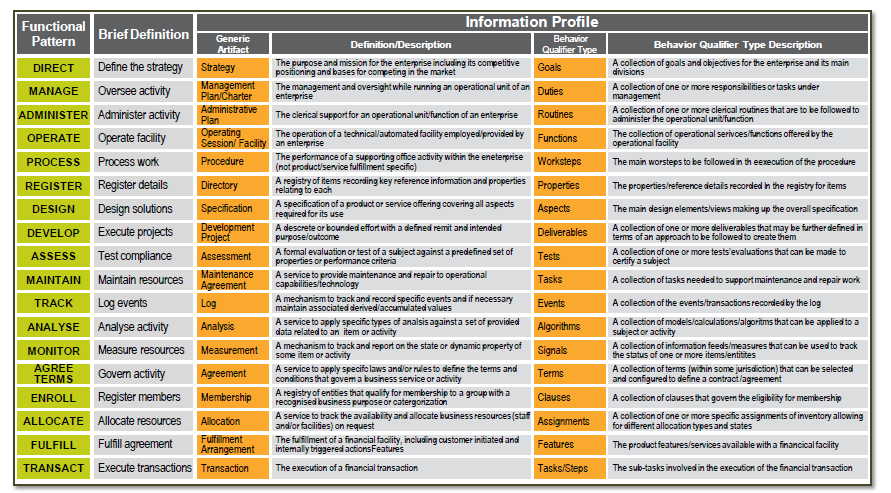 Functional Pattern Brief Definition Information Profile
Generic Artifact Definition/Description Behavior Qualifier Type Behavior Qualifier Type Description
DIRECT Define the strategy Strategy The purpose and mission for the enterprise including its competitive positioning and bases for competing in the market Goals A collection of goals and objectives for the enterprise and its main divisions
MANAGE Oversee activity Management Plan/Charter The management and oversight while running an operational unit of an enterprise Duties A collection of one or more responsibilities or tasks under management
ADMINISTER Administer activity Administrative Plan The clerical support for an operational unit/function of an enterprise Routines A collection of one or more clerical routines that are to be followed to administer the operational unit/function
OPERATE Operate facility Operating Session/ Facility The operation of a technical/automated facility employed/provided by an enterprise Functions The collection of operational serivces/functions offered by the operational facility
PROCESS Process work Procedure The performance of a supporting office activity within the eneterprise (not product/service fulfillment specific) Worksteps The main worsteps to be followed in the eexecution of the procedure
REGISTER Register details Directory A registry of items recording key reference information and properties relating to each Properties The properties/reference details recorded in the registry for items
DESIGN Design solutions Specification A specification of a product or service offering covering all aspects required for its use Aspects The main design elements/views making up the overall specification
DEVELOP Execute projects Development Project A descrete or bounded effort with a defined remit and intended purpose/outcome Deliverables A collection of one or more deliverables that may be further defined in terms of an approach to be followed to create them
ASSESS Test compliance Assessment A formal evaluation or test of a subject against a predefined set of properties or performance criteria Tests A collection of one or more tests'evaluations that can be made to certify a subject
MAINTAIN Maintain resources Maintenance Agreement A service to provide maintenance and repair to operational capabilities/technology Tasks A collection of tasks needed to support maintenance and repair work
TRACK Log events Log A mechanism to track and record specific events and if necessary maintain associated derived/accumulated values Events A collection of the events/transactions recorded by the log
ANALYSE Analyse activity Analysis A service to apply specific types of analsis against a set of provided data related to an item or activity Algorithms A collection of models/calculations/algoritms that can be applied to a subject or activity
MONITOR Measure resources Measurement A mechanism to track and report on the state or dynamic property of some item or activity Signals A collection of information feeds/measures that can be used to track the status of one or more items/entitites
AGREE TERMS Govern activity Agreement A service to apply specifc laws and/or rules to define the terms and conditions that govern a business service or activity Terms A collection of terms (within some jurisdiction) that can be selected and configured to define a contract /agreement
ENROLL Register members Membership A registry of entities that qualify for membership to a group with a recognised business purpose or catergorization Clauses A collection of clauses that govern the eligibility for membership
ALLOCATE Allocate resources Allocation A service to track the availability and allocate business resources(staff and/or facilities) on request Assignments A collection of one or more specific assignments of inventory allowing for different allocation types and states
FULFILL Fulfill agreement Fulfillment Arrangement The fulfillment of a financial facility, including customer initiated and internally triggered actionsFeatures Features The product features/services available with a financial facility
TRANSACT Execute transactions Transaction The execution of a financial transaction Tasks/Steps The sub-tasks involved in the execution of the financial transaction